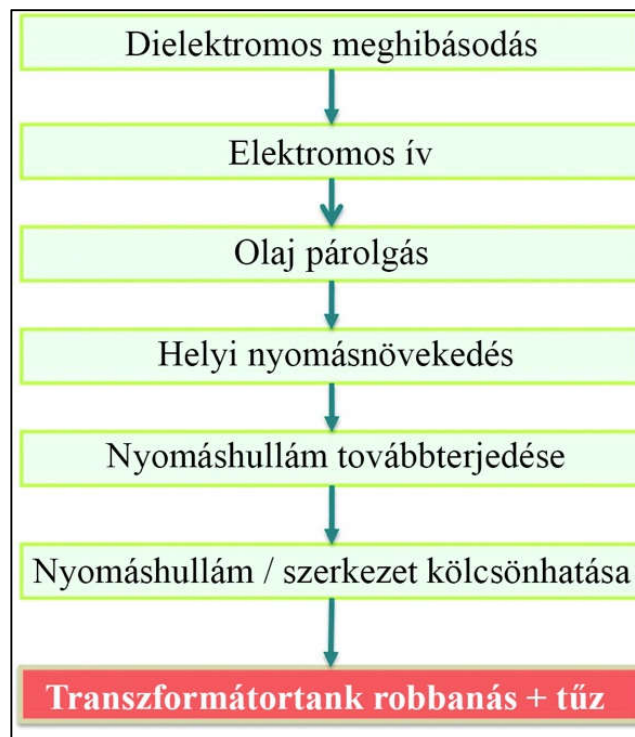 Dielektromos meghibásodás
Elektromos ív
Olaj párolgás
Helyi nyomásnövekedés
Nyomáshullám továbbterjedése
Nyomáshullám / szerkezet kölcsönhatása
Transzformátortank robbanás + tűz